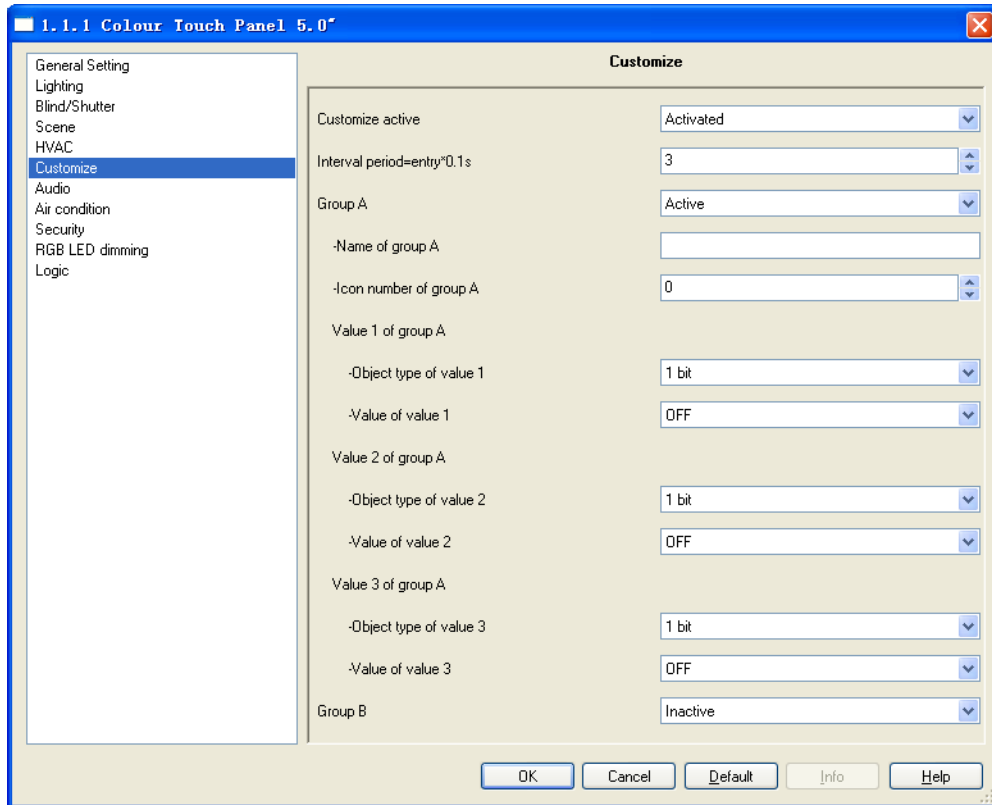 1.1.1 Colour Touch Panel 5.0"
General Setting
Lighting
Blind/Shutter
Scene
HVAC
Customize
Audio
Air condition
Security
RGB LED dimming
Logic
Customize
Customize active Activated
Interval period=entry*0.1s 3
Group A Active
-Name of group A
-Icon number of group A 0
Value 1 of group A
-Object type of value 1 1 bit
-Value of value 1 OFF
Value 2 of group A
-Object type of value 2 1 bit
-Value of value 2 OFF
Value 3 of group A
-Object type of value 3 1 bit
-Value of value 3 OFF
Group B Inactive
OK Cancel Default Info Help